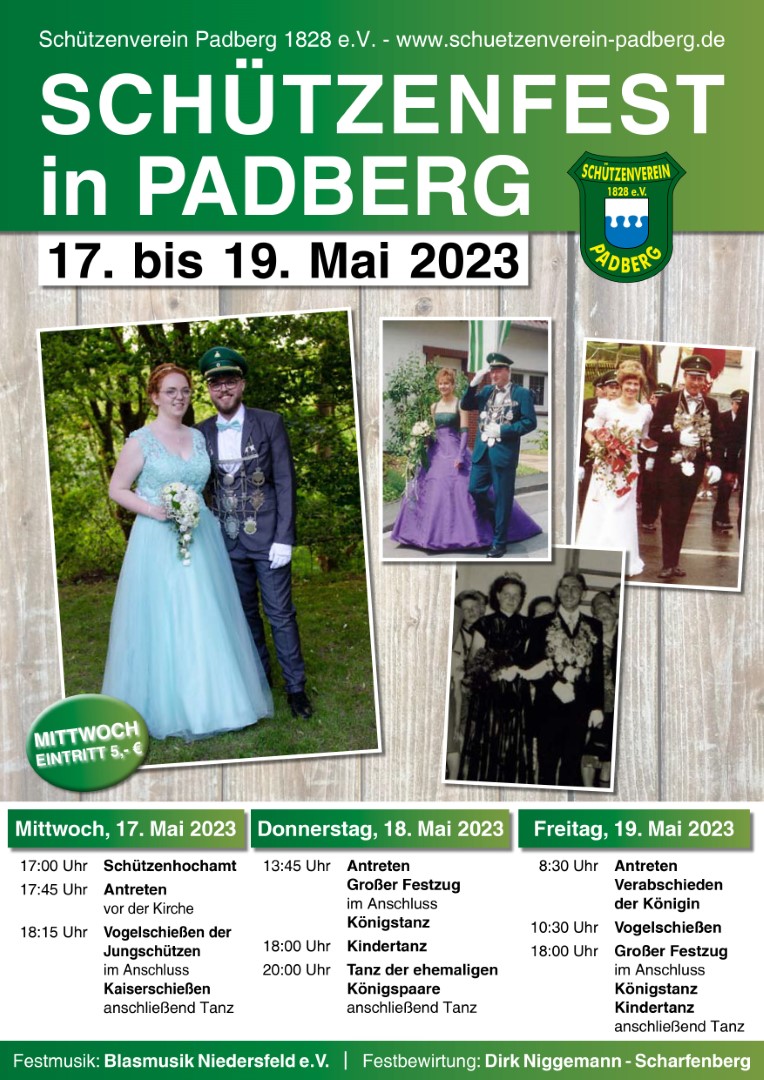 Schützenverein Padberg 1828 e.V. - www.schuetzenverein-padberg.de
SCHÜTZENFEST
in PADBERG
SCHÜTZENVEREIN
1828 e.V.
PADBERG
17. bis 19. Mai 2023
MITTWOCH
EINTRITT 5,- €
Mittwoch, 17. Mai 2023
17:00 Uhr Schützenhochamt
17:45 Uhr Antreten
vor der Kirche
18:15 Uhr Vogelschießen der
Jungschützen
im Anschluss
Kaiserschießen
anschließend Tanz
Donnerstag, 18. Mai 2023
13:45 Uhr Antreten
Großer Festzug
im Anschluss
Königstanz
18:00 Uhr Kindertanz
20:00 Uhr Tanz der ehemaligen
Königspaare
anschließend Tanz
Freitag, 19. Mai 2023
8:30 Uhr Antreten
Verabschieden
der Königin
10:30 Uhr Vogelschießen
18:00 Uhr Großer Festzug
im Anschluss
Königstanz
Kindertanz
anschließend Tanz
Festmusik: Blasmusik Niedersfeld e.V. | Festbewirtung: Dirk Niggemann - Scharfenberg